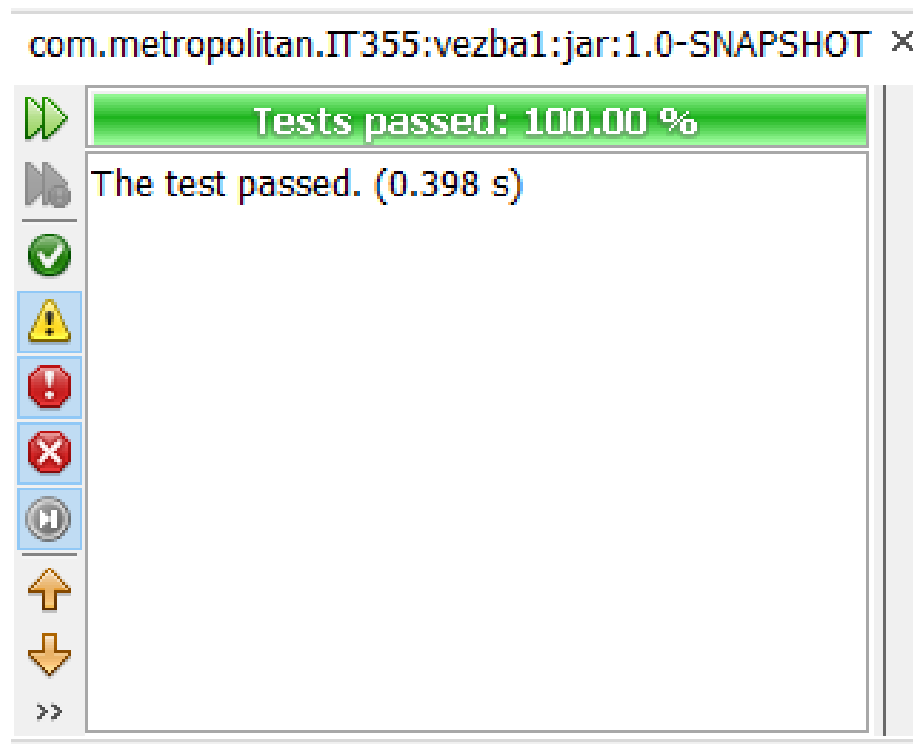 com.metropolitan.IT355:vezba1:jar:1.0-SNAPSHOT
Tests passed: 100.00 %
The test passed. (0.398 s)